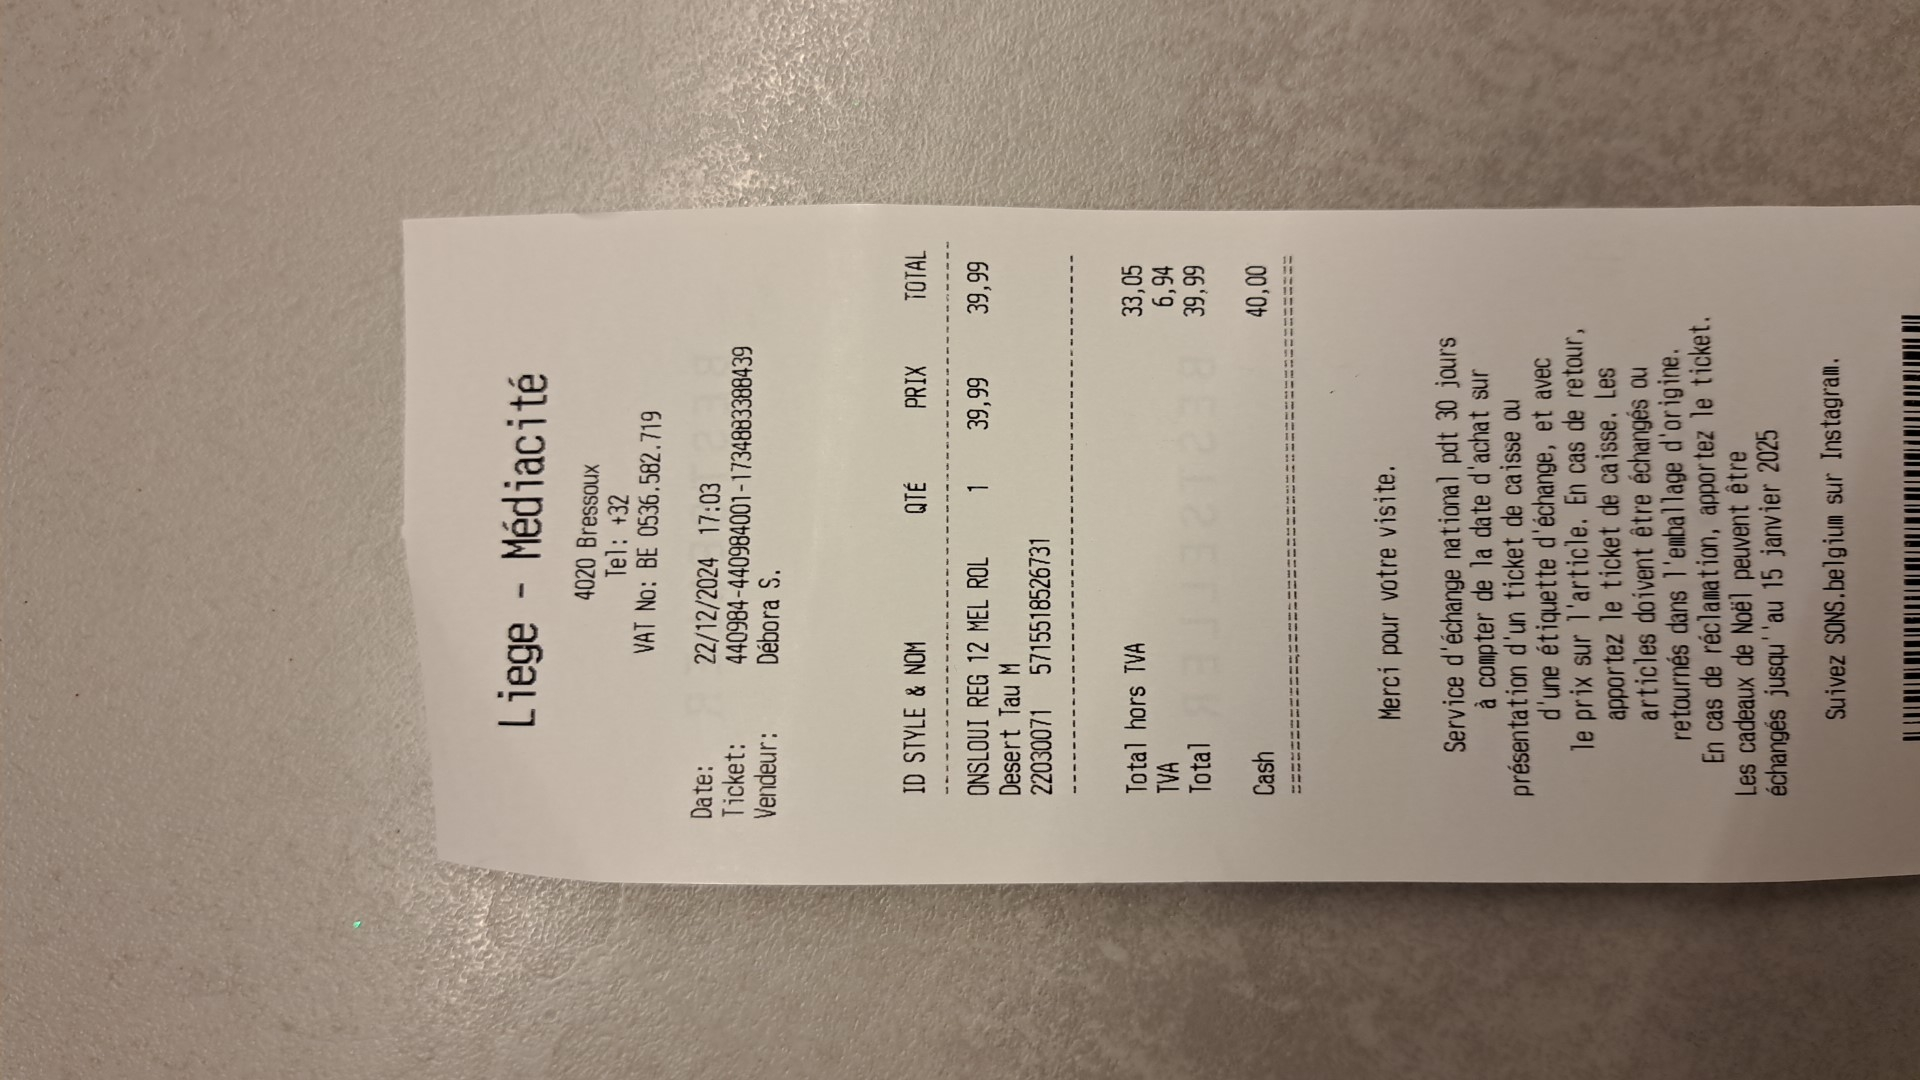 Liege - Médiacité
4020 Bressoux
Tel: +32
VAT No: BE 0536.582.719
Date: 22/12/2024 17:03
Ticket: 440984-440984001-1734883388439
Vendeur: Débora S.
ID STYLE & NOM QTÉ PRIX TOTAL
ONSLOUI REG 12 MEL ROL 1 39,99 39,99
Desert Tau M
22030071 5715518526731
Total hors TVA 33,05
TVA 6,94
Total 39,99
Cash 40,00
Merci pour votre visite.
Service d'échange national pdt 30 jours
à compter de la date d'achat sur
présentation d'un ticket de caisse ou
d'une étiquette d'échange, et avec
le prix sur l'article. En cas de retour,
apportez le ticket de caisse. Les
articles doivent être échangés ou
retournés dans l'emballage d'origine.
En cas de réclamation, apportez le ticket.
Les cadeaux de Noël peuvent être
échangés jusqu''au 15 janvier 2025
Suivez SONS.belgium sur Instagram.